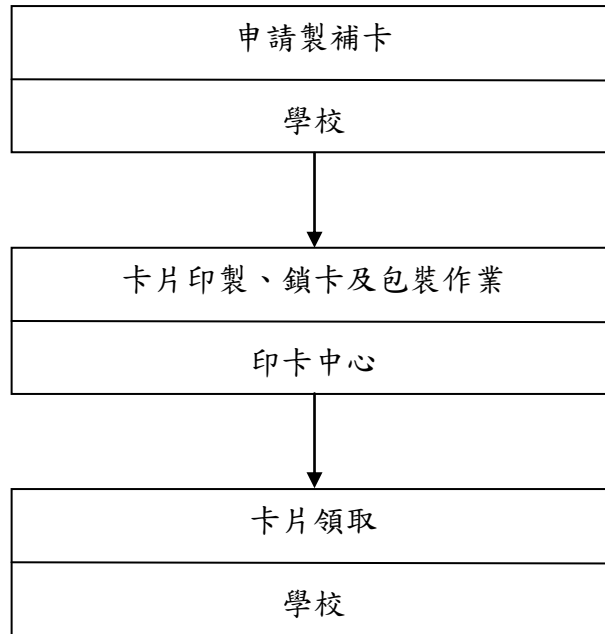 申請製補卡
學校
卡片印製、鎖卡及包裝作業
印卡中心
卡片領取
學校